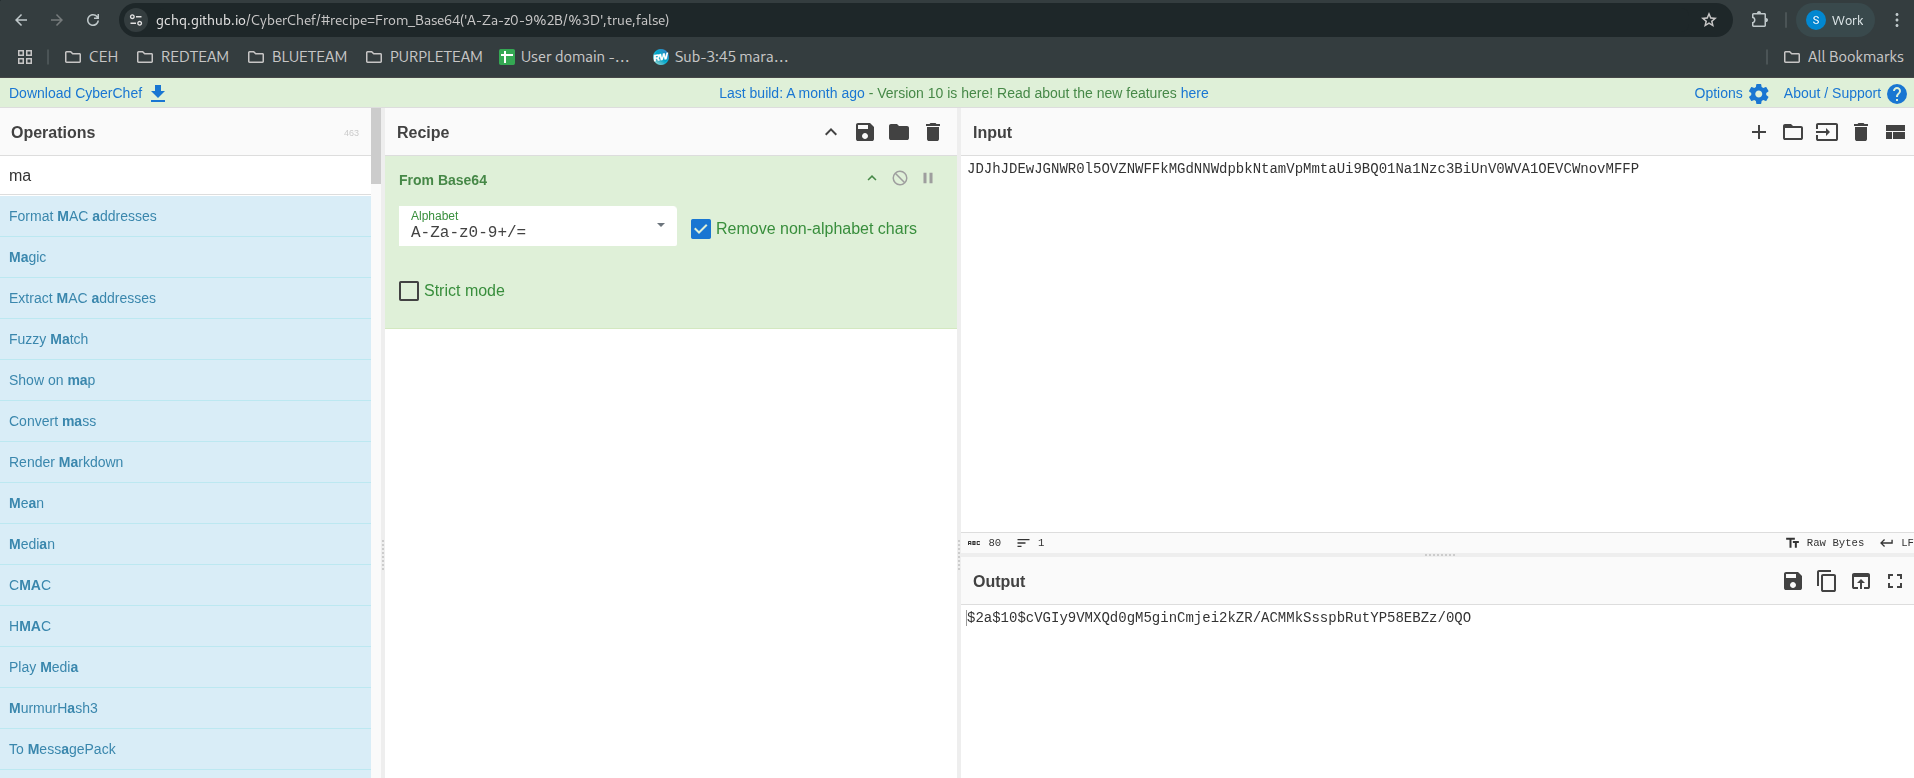 gchq.github.io/CyberChef/#recipe=From_Base64('A-Za-z0-9%2B/%3D',true,false)
S Work
CEH
REDTEAM
BLUETEAM
PURPLETEAM
User domain -...
RW Sub-3:45 mara...
All Bookmarks
Download CyberChef
Last build: A month ago - Version 10 is here! Read about the new features here
Options
About / Support ?
Operations 463
ma
Format MAC addresses
Magic
Extract MAC addresses
Fuzzy Match
Show on map
Convert mass
Render Markdown
Mean
Median
CMAC
HMAC
Play Media
MurmurHash3
To MessagePack
Recipe
From Base64
Alphabet
A-Za-z0-9+/=
Remove non-alphabet chars
Strict mode
Input
JDJhJDEwJGNWR0l5OVZNWFFkMGdNNWdpbkNtamVpMmtaUi9BQ01Na1Nzc3BiUnV0WVA1OEVCWnovMFFP
ABC 80 1
Tт Raw Bytes LF
Output
$2a$10$cVGIy9VMXQd0gM5ginCmjei2kZR/ACMMkSsspbRutYP58EBZz/0QO